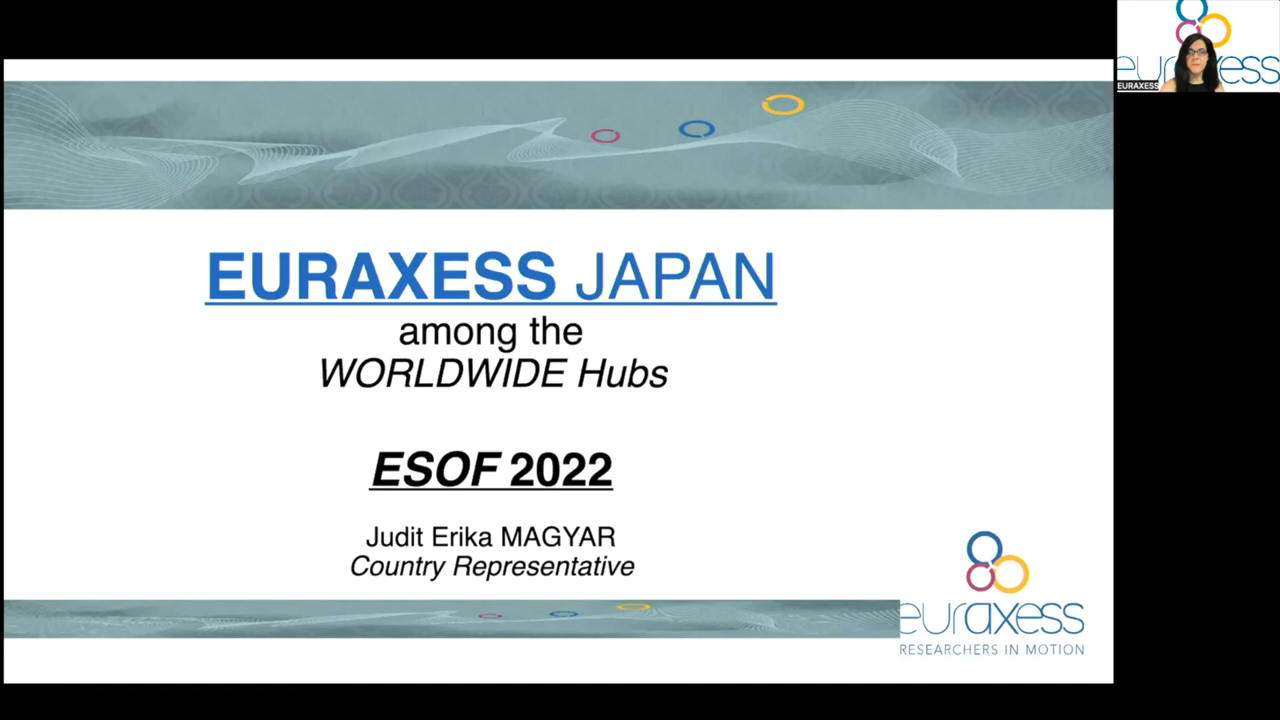 EURAXESS JAPAN
among the
WORLDWIDE Hubs
ESOF 2022
Judit Erika MAGYAR
Country Representative
euraxess
RESEARCHERS IN MOTION
euraxess
EURAXESS